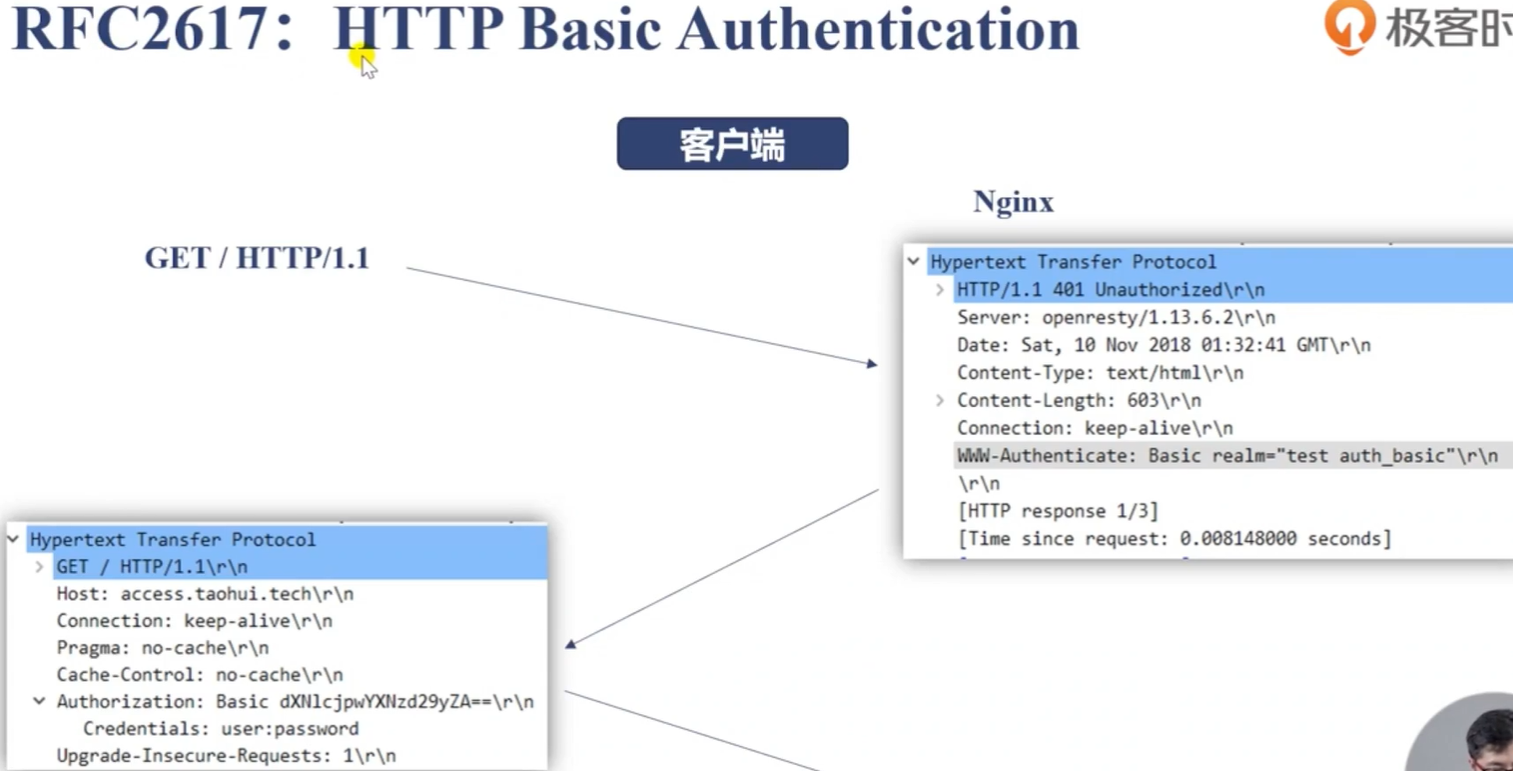 RFC2617：HTTP Basic Authentication
极客时
客户端
Nginx
GET / HTTP/1.1
Hypertext Transfer Protocol
HTTP/1.1 401 Unauthorized\r\n
Server: openresty/1.13.6.2\r\n
Date: Sat, 10 Nov 2018 01:32:41 GMT\r\n
Content-Type: text/html\r\n
Content-Length: 603\r\n
Connection: keep-alive\r\n
WWW-Authenticate: Basic realm="test auth_basic"\r\n
\r\n
[HTTP response 1/3]
[Time since request: 0.008148000 seconds]
Hypertext Transfer Protocol
GET / HTTP/1.1\r\n
Host: access.taohui.tech\r\n
Connection: keep-alive\r\n
Pragma: no-cache\r\n
Cache-Control: no-cache\r\n
Authorization: Basic dXNlcjpwYXNzd29yZA==\r\n
Credentials: user:password
Upgrade-Insecure-Requests: 1\r\n